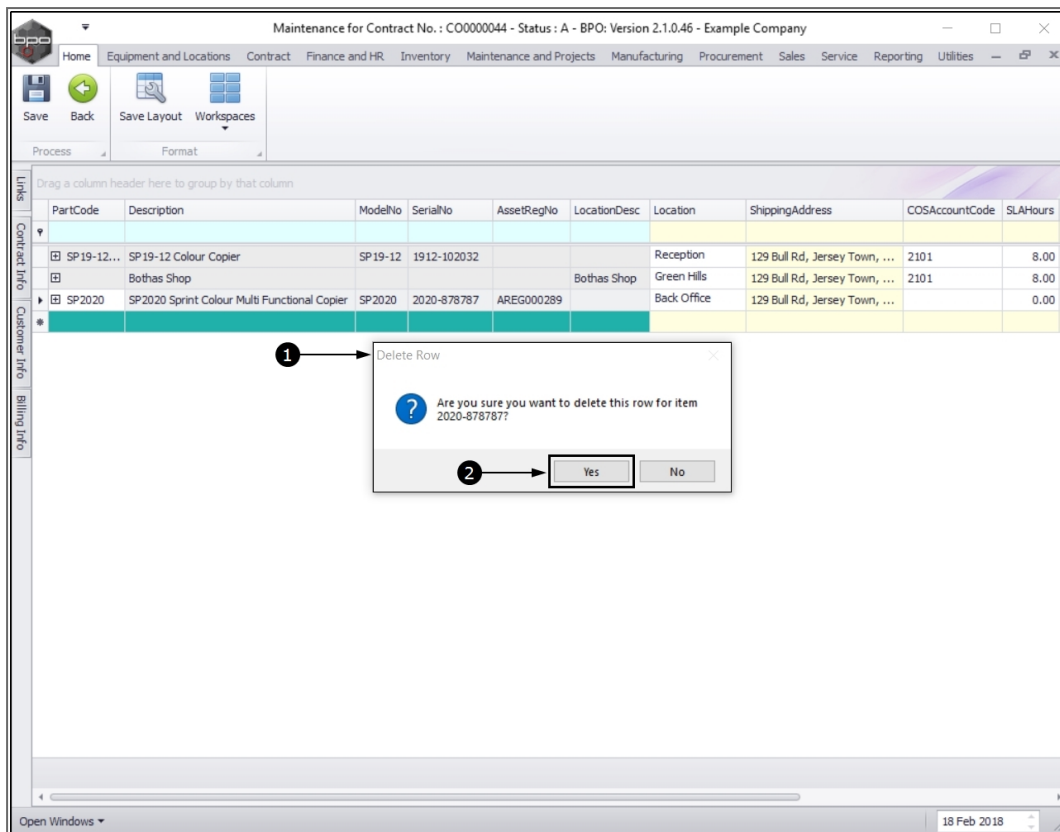 Maintenance for Contract No. : CO0000044 - Status : A - BPO: Version 2.1.0.46 - Example Company
bpo
Home Equipment and Locations Contract Finance and HR Inventory Maintenance and Projects Manufacturing Procurement Sales Service Reporting Utilities
Save Back Save Layout Workspaces
Process Format
Links
Contract Info
Customer Info
Billing Info
Drag a column header here to group by that column
PartCode Description ModelNo SerialNo AssetRegNo LocationDesc Location ShippingAddress COSAccountCode SLAHours
SP19-12... SP19-12 Colour Copier SP19-12 1912-102032 Reception 129 Bull Rd, Jersey Town, ... 2101 8.00
Bothas Shop Bothas Shop Green Hills 129 Bull Rd, Jersey Town, ... 2101 8.00
SP2020 SP2020 Sprint Colour Multi Functional Copier SP2020 2020-878787 AREG000289 Back Office 129 Bull Rd, Jersey Town, ... 0.00
1 Delete Row
? Are you sure you want to delete this row for item
2020-878787?
2 Yes No
Open Windows 18 Feb 2018